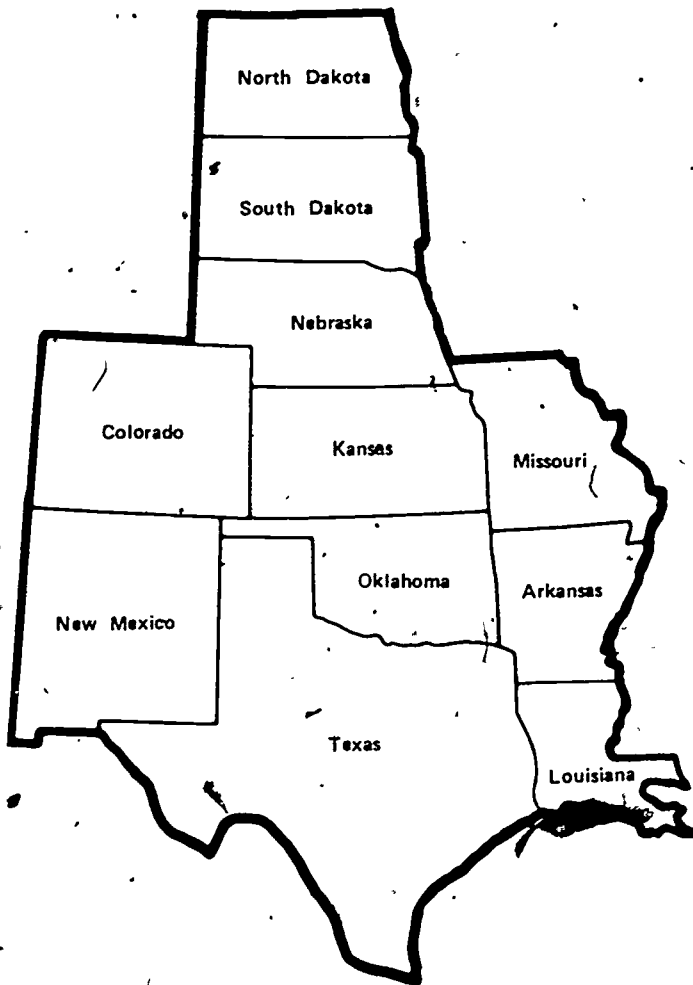 North Dakota
South Dakota
Nebraska
Colorado
Kansas
Missouri
Oklahoma
Arkansas
New Mexico
Texas
Louisiana